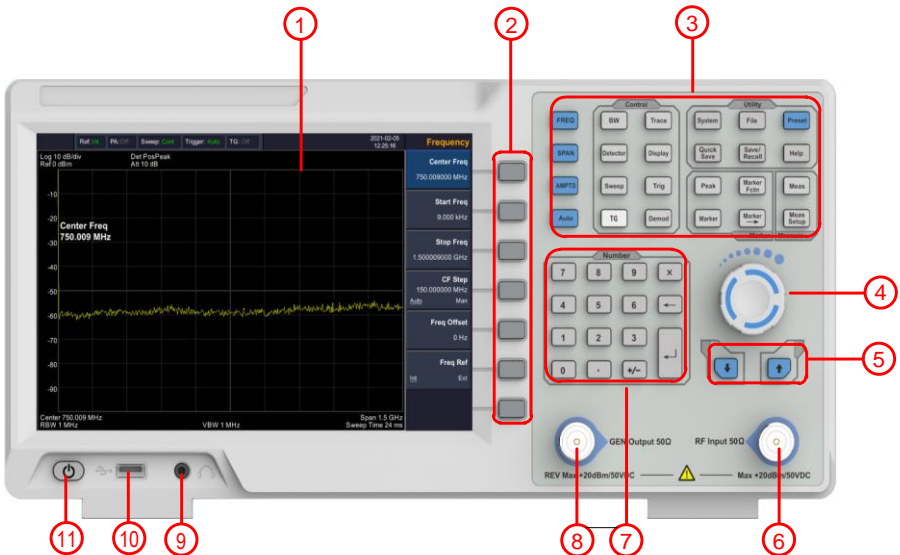 1
2
3
Ref: Int PA:Off Sweep: Cont Trigger: Auto TG: Off
2021-02-05
12:25:16
Frequency
Log 10 dB/div
Ref 0 dBm
Det PosPeak
Att 10 dB
-10
-20
-30
-40
-50
-60
-70
-80
-90
Center Freq
750.009 MHz
Center 750.009 MHz
RBW 1 MHz
VBW 1 MHz
Span 1.5 GHz
Sweep Time 24 ms
Center Freq
750.009000 MHz
Start Freq
9.000 kHz
Stop Freq
1.500009000 GHz
CF Step
150.000000 MHz
Auto Man
Freq Offset
0 Hz
Freq Ref
Int Ext
Control
Utility
FREQ BW Trace System File Preset
SPAN Detector Display Quick Save Save/Recall Help
AMPTD Sweep Trig Peak Marker Fctn Meas
Auto TG Demod Marker Marker → Meas Setup
Marker
Number
7 8 9 ×
4 5 6 ←
1 2 3 ↵
0 . +/−
4
5
GEN Output 50Ω
RF Input 50Ω
REV Max +20dBm/50VDC
Max +20dBm/50VDC
11
10
9
8
7
6